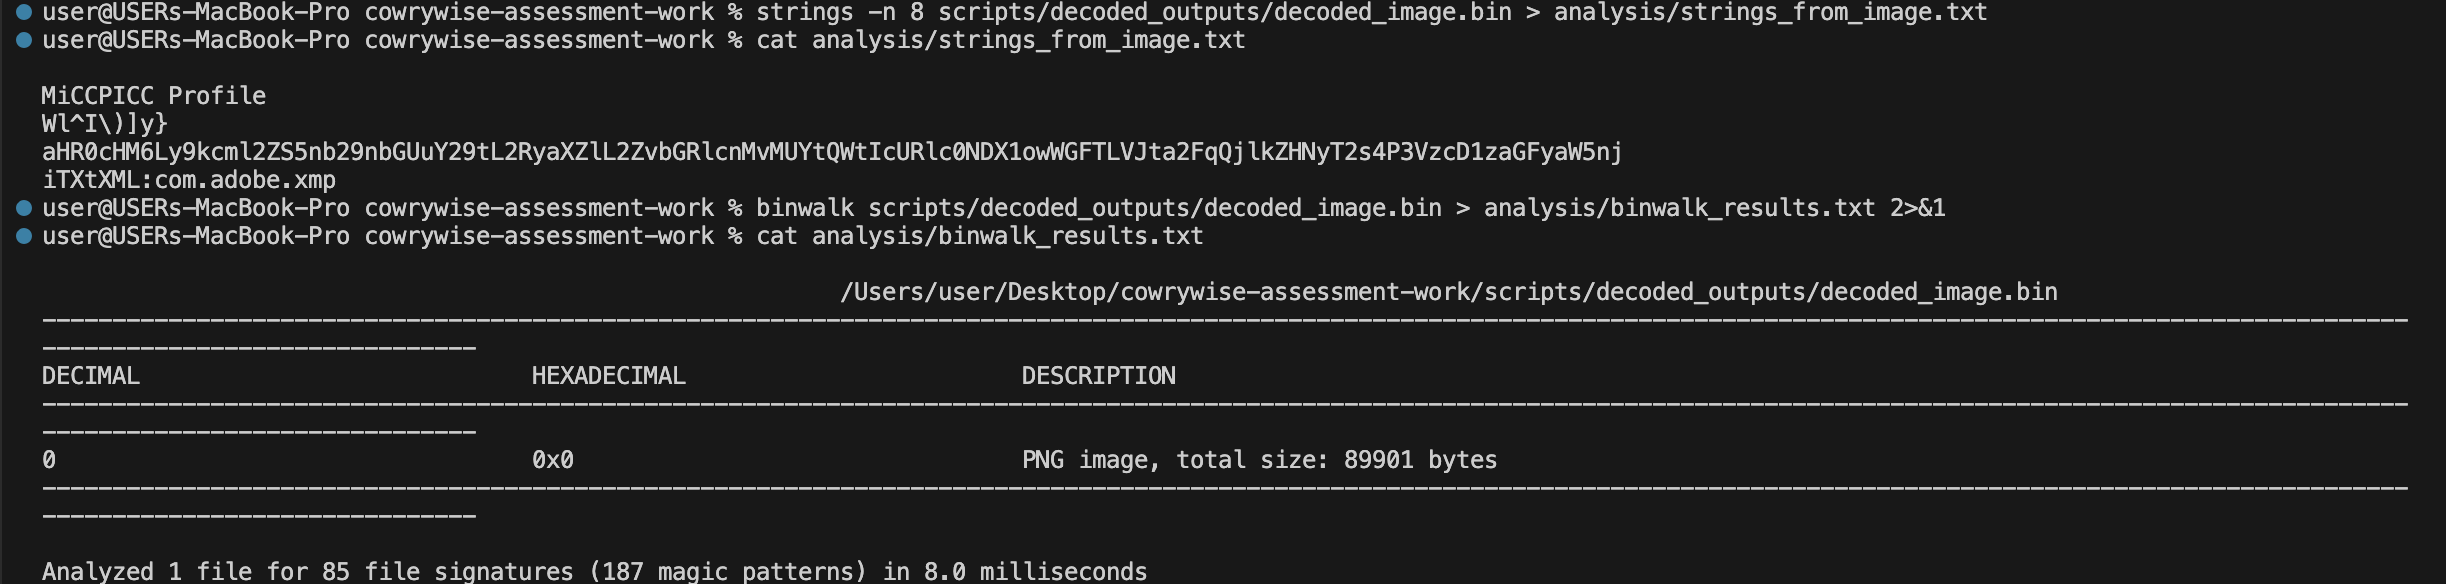 user@USERs-MacBook-Pro cowrywise-assessment-work % strings -n 8 scripts/decoded_outputs/decoded_image.bin > analysis/strings_from_image.txt
user@USERs-MacBook-Pro cowrywise-assessment-work % cat analysis/strings_from_image.txt
MiCCPICC Profile
Wl^I\)]y}
aHR0cHM6Ly9kcml2ZS5nb29nbGUuY29tL2RyaXZlL2ZvbGRlcnMvMUYtQWtIcURlc0NDX1owWGFTLVJta2FqQjlkZHNyT2s4P3VzcD1zaGFyaW5nj
iTXtXML:com.adobe.xmp
user@USERs-MacBook-Pro cowrywise-assessment-work % binwalk scripts/decoded_outputs/decoded_image.bin > analysis/binwalk_results.txt 2>&1
user@USERs-MacBook-Pro cowrywise-assessment-work % cat analysis/binwalk_results.txt
/Users/user/Desktop/cowrywise-assessment-work/scripts/decoded_outputs/decoded_image.bin
DECIMAL HEXADECIMAL DESCRIPTION
0 0x0 PNG image, total size: 89901 bytes
Analyzed 1 file for 85 file signatures (187 magic patterns) in 8.0 milliseconds